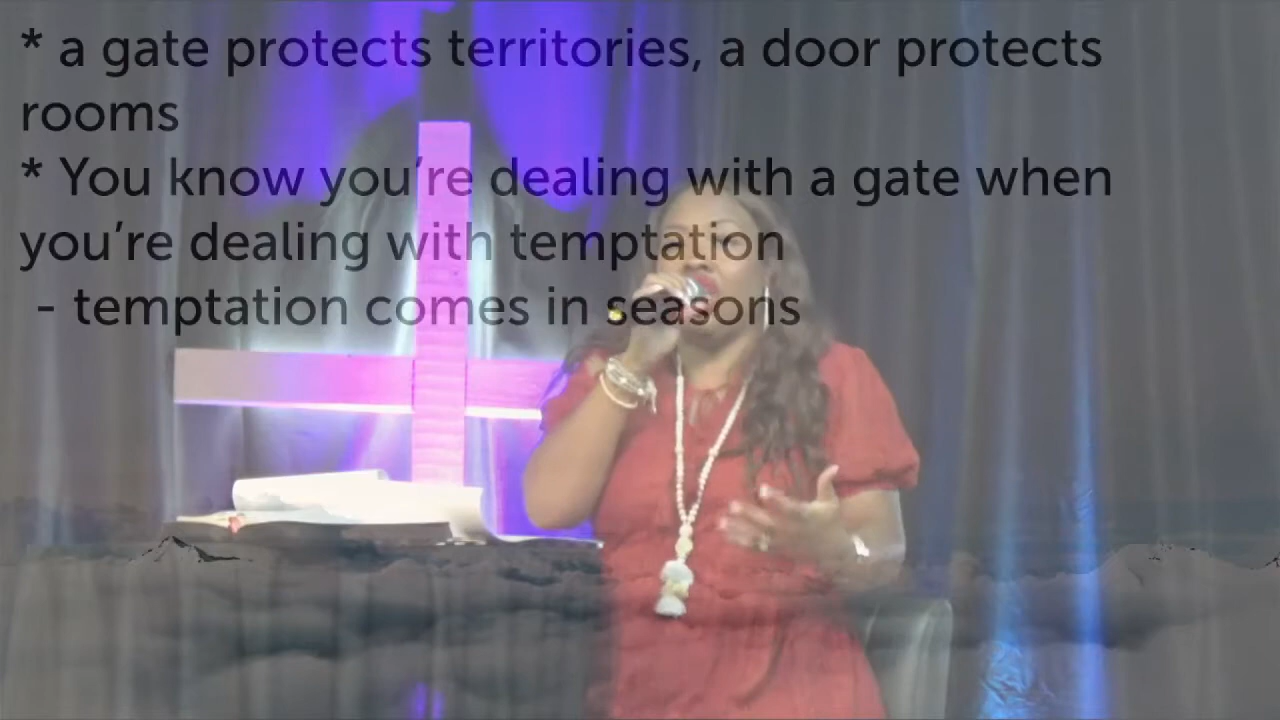 * a gate protects territories, a door protects
rooms
* You know you’re dealing with a gate when
you’re dealing with temptation
- temptation comes in seasons